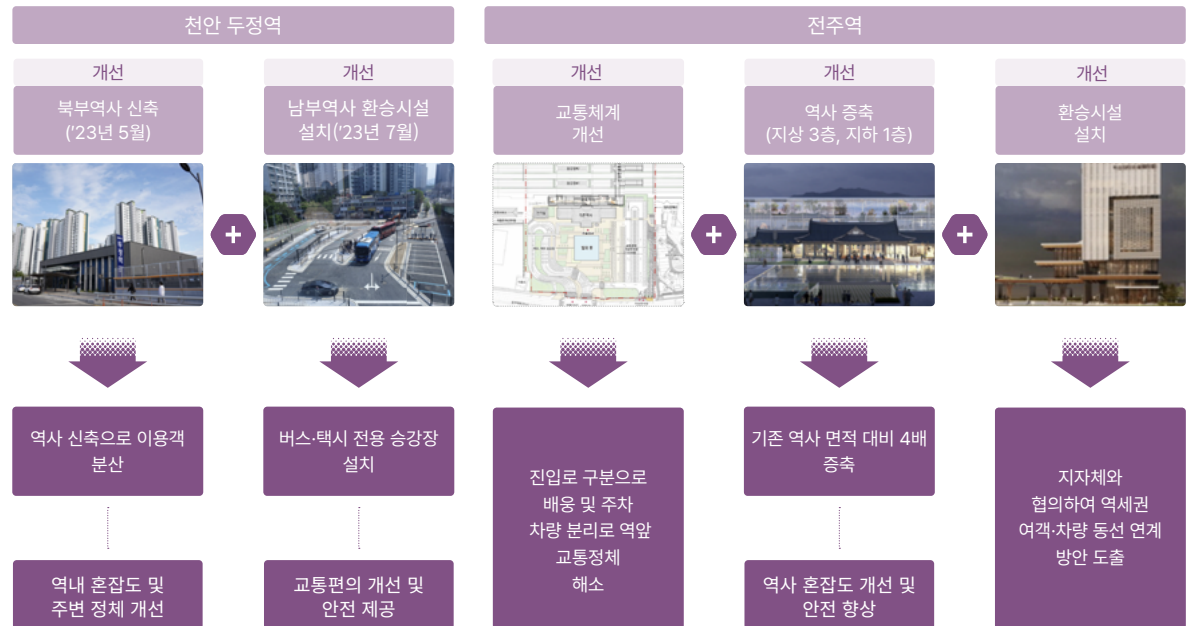 천안 두정역
전주역
개선
북부역사 신축
('23년 5월)
개선
남부역사 환승시설
설치('23년 7월)
개선
교통체계
개선
개선
역사 증축
(지상 3층, 지하 1층)
개선
환승시설
설치
+
+
+
역사 신축으로 이용객
분산
역내 혼잡도 및
주변 정체 개선
버스·택시 전용 승강장
설치
교통편의 개선 및
안전 제공
진입로 구분으로
배웅 및 주차
차량 분리로 역앞
교통정체
해소
기존 역사 면적 대비 4배
증축
역사 혼잡도 개선 및
안전 향상
지자체와
협의하여 역세권
여객·차량 동선 연계
방안 도출